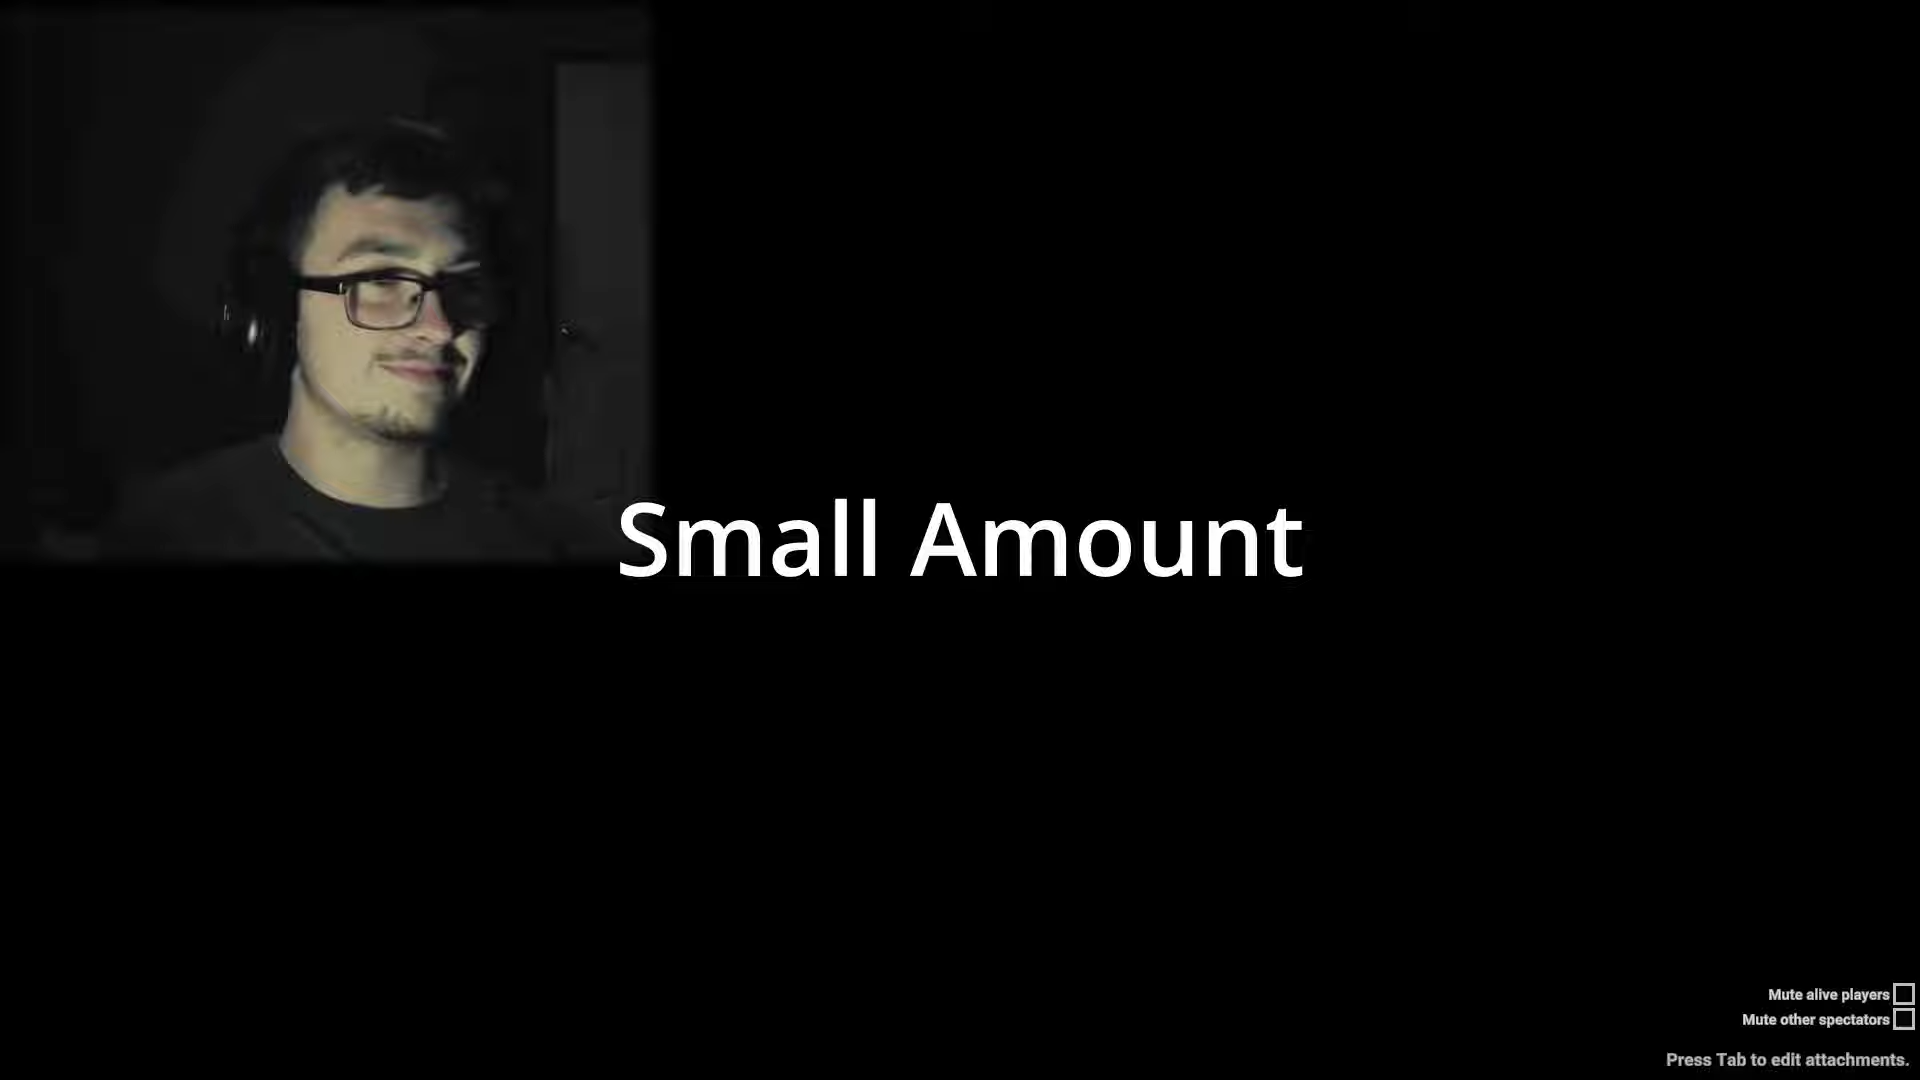 Small Amount
Mute alive players
Mute other spectators
Press Tab to edit attachments.